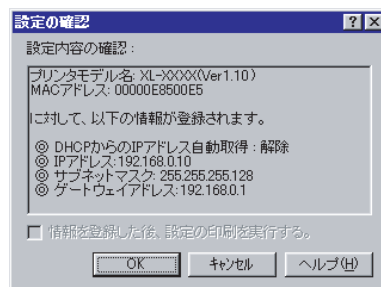 設定の確認
設定内容の確認：
プリンタモデル名: XL-XXXX(Ver1.10)
MACアドレス: 00000E8500E5
に対して、以下の情報が登録されます。
◎ DHCPからのIPアドレス自動取得：解除
◎ IPアドレス:192.168.0.10
◎ サブネットマスク: 255.255.255.128
◎ ゲートウェイアドレス:192.168.0.1
情報を登録した後、設定の印刷を実行する。
OK キャンセル ヘルプ(H)